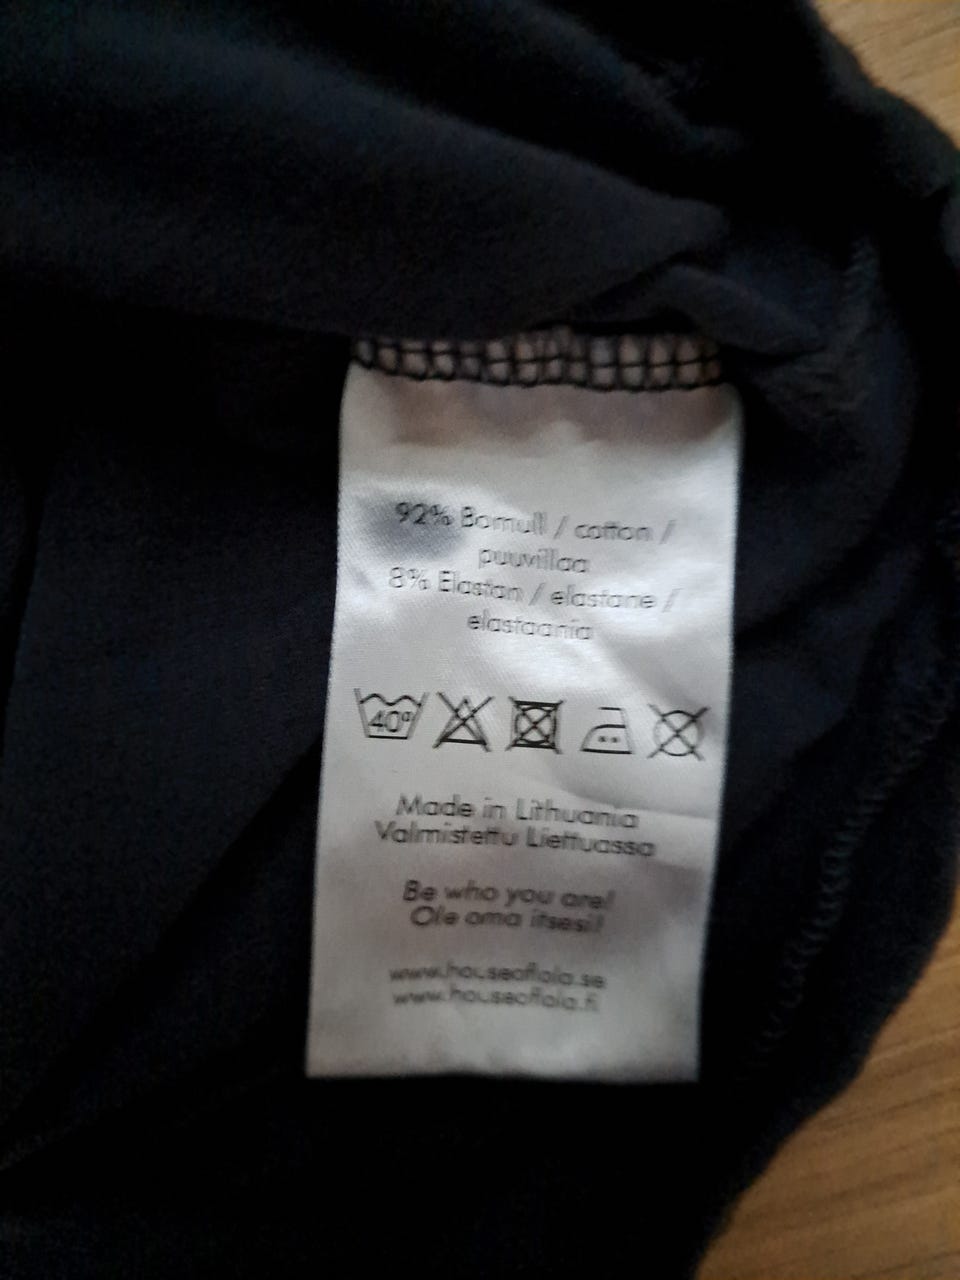 92% Bomull / cotton /
puuvillaa
8% Elastan / elastane /
elastaania
40°
Made in Lithuania
Valmistettu Liettuassa
Be who you are!
Ole oma itsesi!
www.houseoflola.se
www.houseoflola.fi